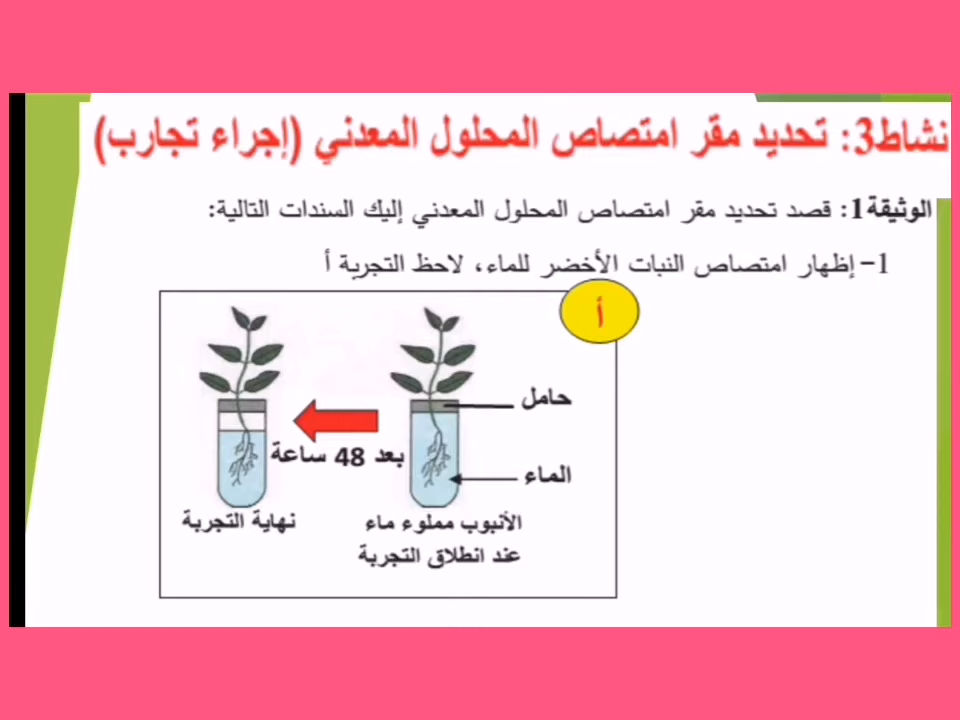 نشاط3: تحديد مقر امتصاص المحلول المعدني (إجراء تجارب)
الوثيقة1: قصد تحديد مقر امتصاص المحلول المعدني إليك السندات التالية:
1- إظهار امتصاص النبات الأخضر للماء، لاحظ التجربة أ
أ
حامل
بعد 48 ساعة
الماء
الأنبوب مملوء ماء
عند انطلاق التجربة
نهاية التجربة